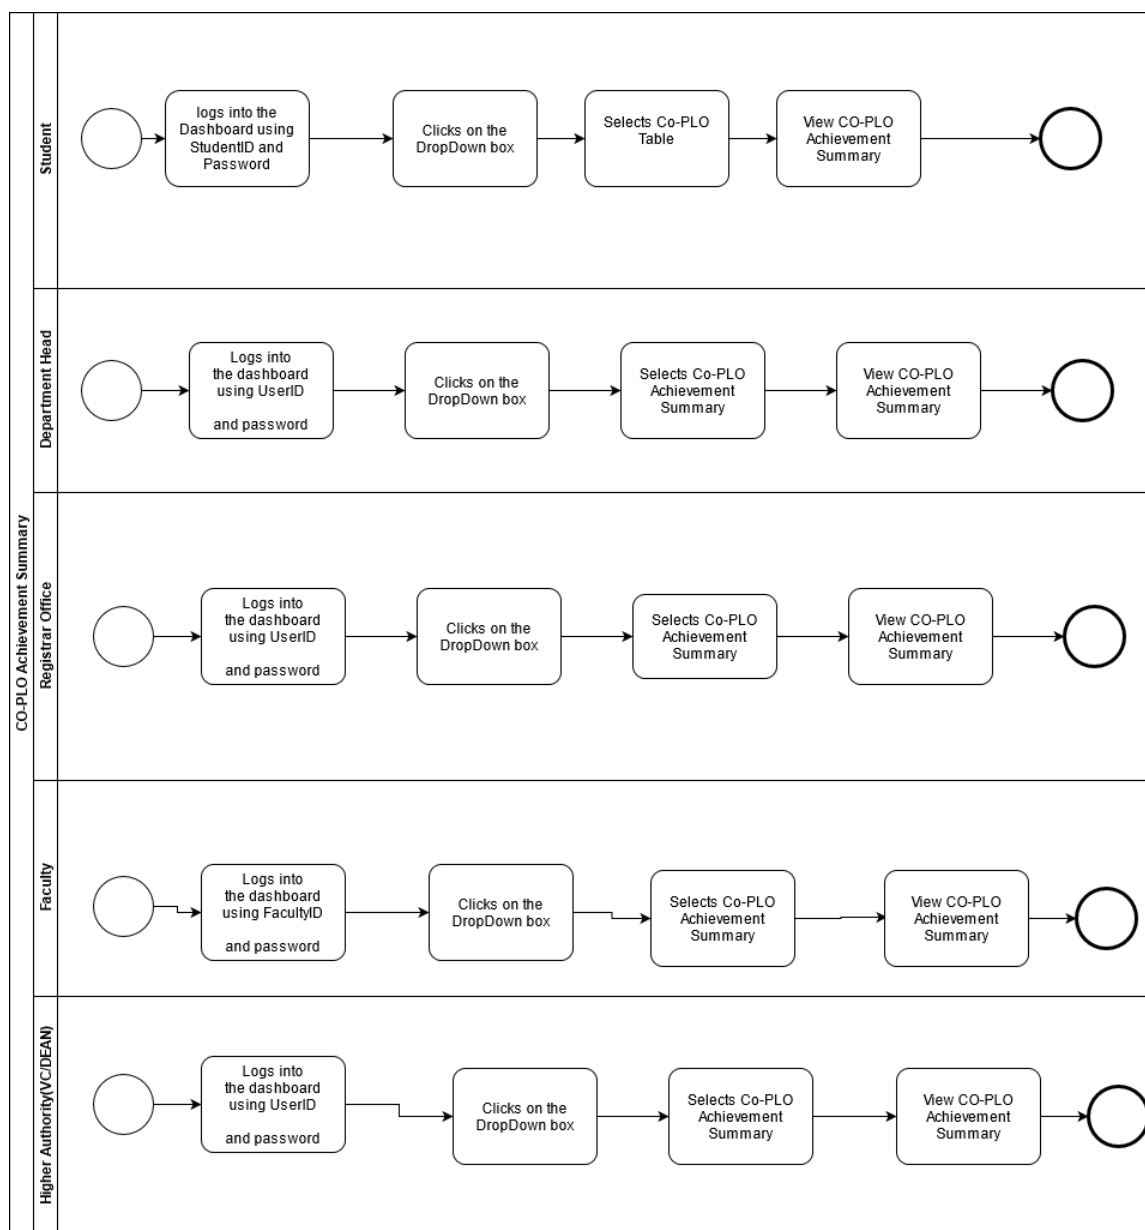 CO-PLO Achievement Summary
Student
logs into the
Dashboard using
StudentID and
Password
Clicks on the
DropDown box
Selects Co-PLO
Table
View CO-PLO
Achievement
Summary
Department Head
Logs into
the dashboard
using UserID
and password
Clicks on the
DropDown box
Selects Co-PLO
Achievement
Summary
View CO-PLO
Achievement
Summary
Registrar Office
Logs into
the dashboard
using UserID
and password
Clicks on the
DropDown box
Selects Co-PLO
Achievement
Summary
View CO-PLO
Achievement
Summary
Faculty
Logs into
the dashboard
using FacultyID
and password
Clicks on the
DropDown box
Selects Co-PLO
Achievement
Summary
View CO-PLO
Achievement
Summary
Higher Authority(VC/DEAN)
Logs into
the dashboard
using UserID
and password
Clicks on the
DropDown box
Selects Co-PLO
Achievement
Summary
View CO-PLO
Achievement
Summary